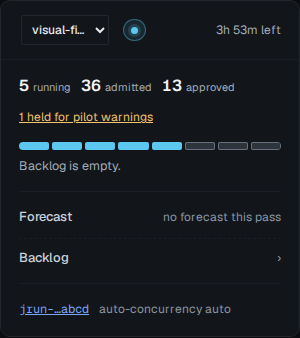 visual-fi...
3h 53m left
5 running 36 admitted 13 approved
1 held for pilot warnings
Backlog is empty.
Forecast no forecast this pass
Backlog ›
jrun-…abcd auto-concurrency auto